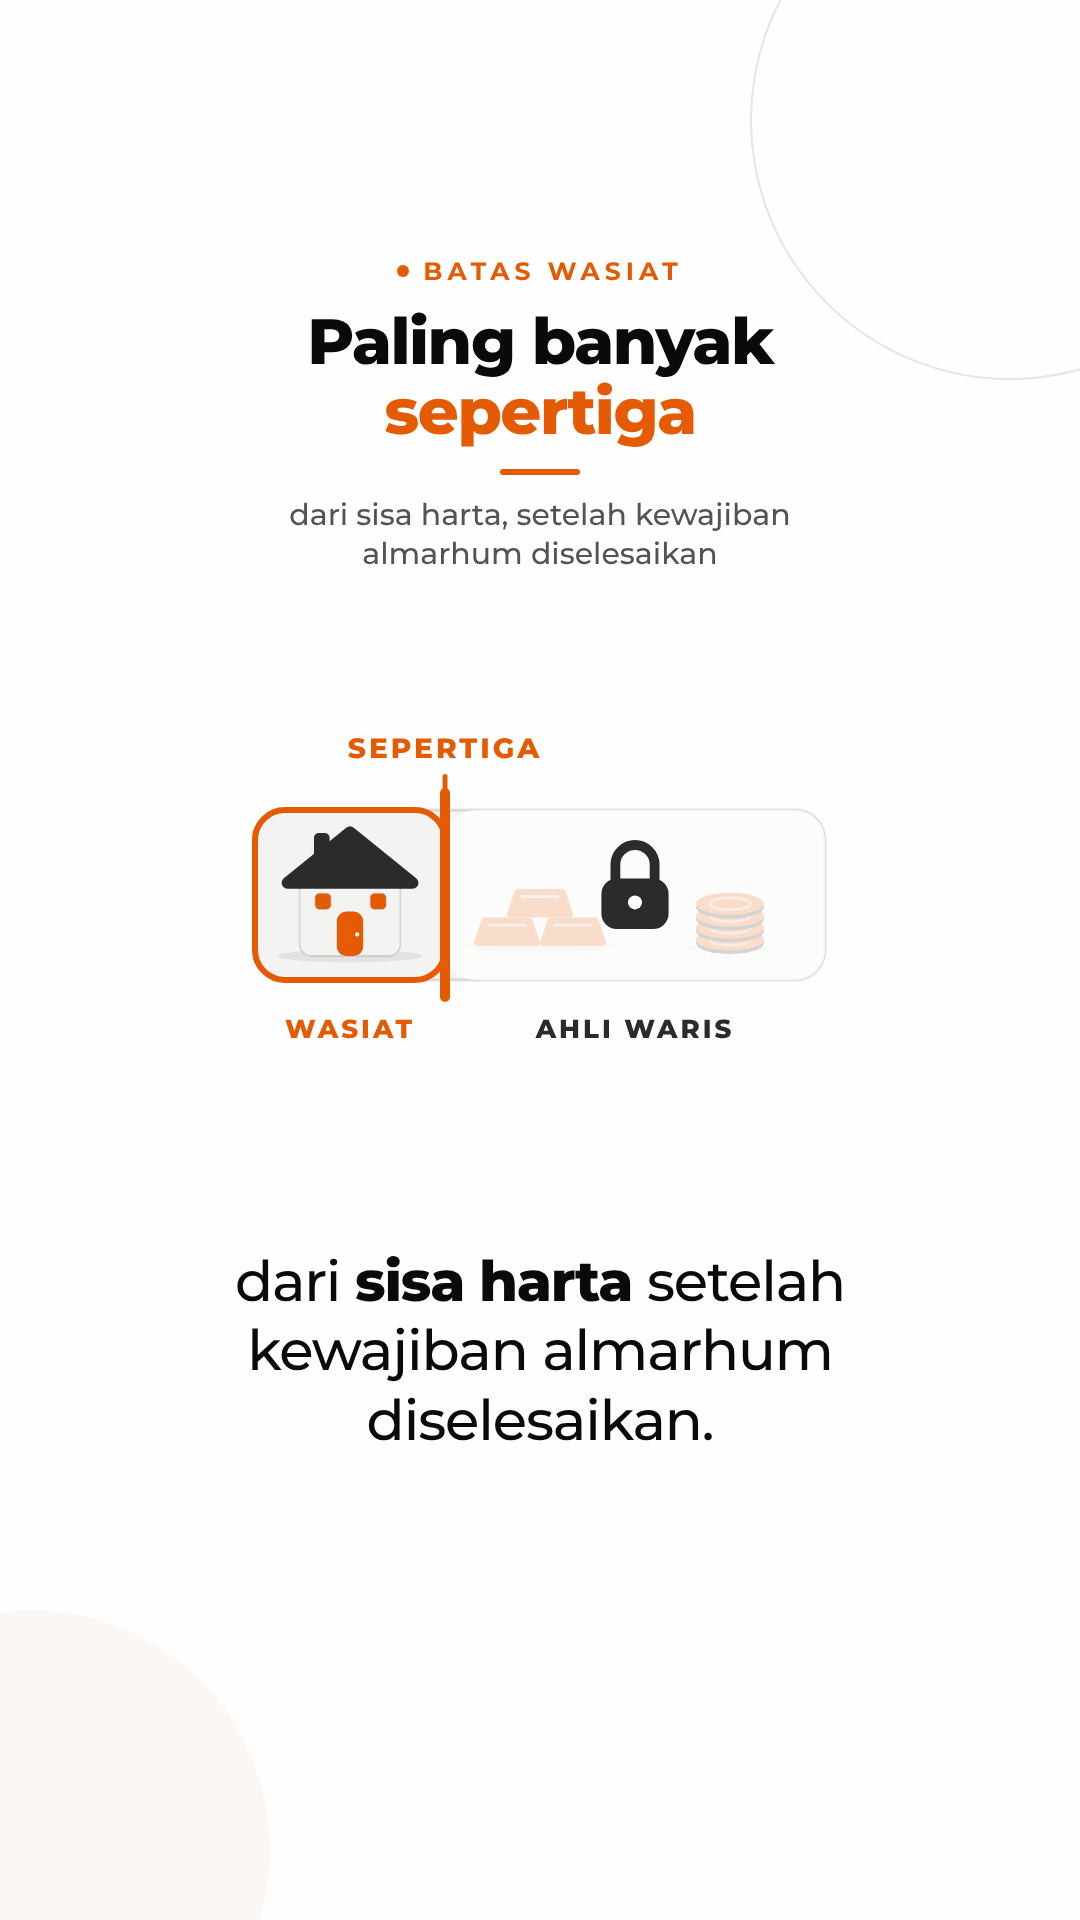 BATAS WASIAT
Paling banyak
sepertiga
dari sisa harta, setelah kewajiban
almarhum diselesaikan
SEPERTIGA
WASIAT
AHLI WARIS
dari sisa harta setelah
kewajiban almarhum
diselesaikan.